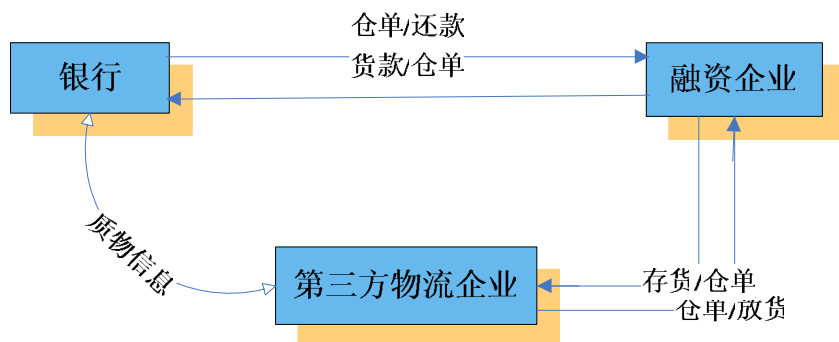 仓单/还款
银行
货款/仓单
融资企业
质物信息
第三方物流企业
存货/仓单
仓单/放货